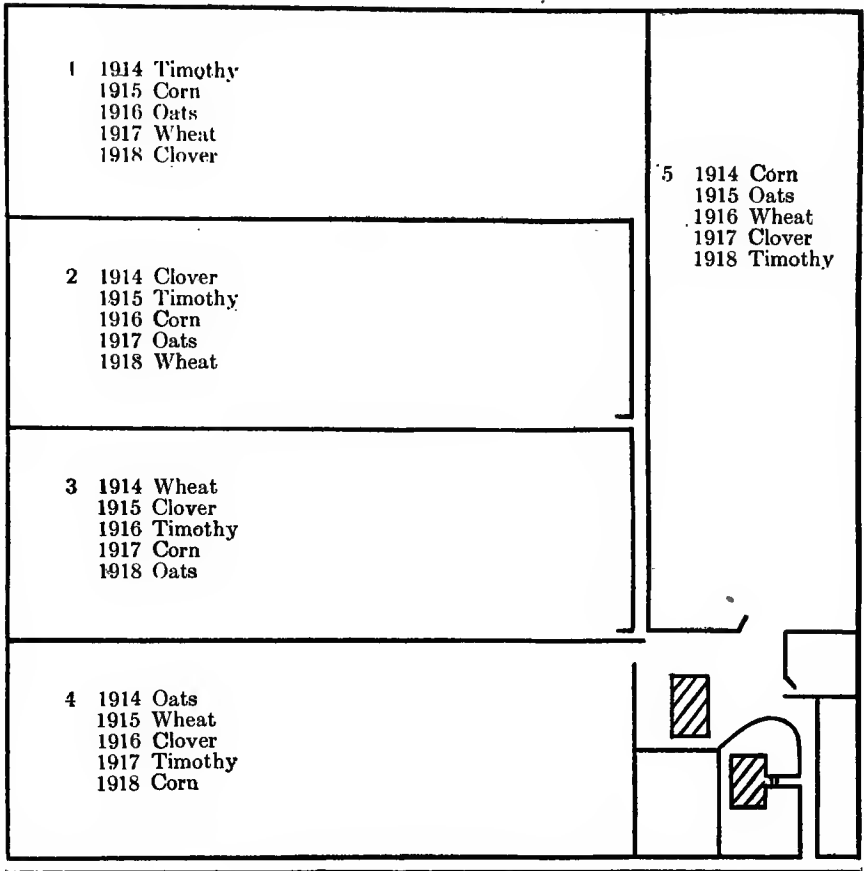 1 1914 Timothy
1915 Corn
1916 Oats
1917 Wheat
1918 Clover
2 1914 Clover
1915 Timothy
1916 Corn
1917 Oats
1918 Wheat
3 1914 Wheat
1915 Clover
1916 Timothy
1917 Corn
1918 Oats
4 1914 Oats
1915 Wheat
1916 Clover
1917 Timothy
1918 Corn
5 1914 Corn
1915 Oats
1916 Wheat
1917 Clover
1918 Timothy